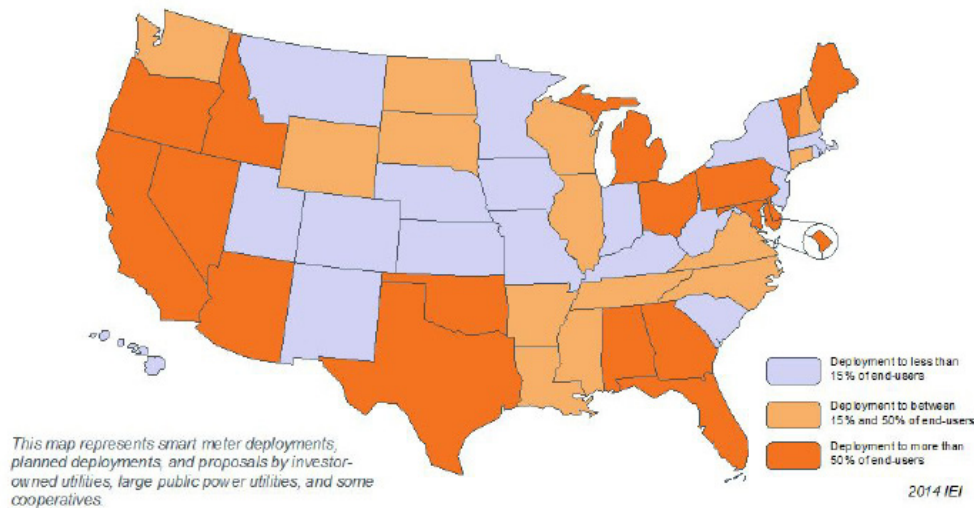 Deployment to less than
15% of end-users
Deployment to between
15% and 50% of end-users
Deployment to more than
50% of end-users
This map represents smart meter deployments,
planned deployments, and proposals by investor-
owned utilities, large public power utilities, and some
cooperatives.
2014 IEI